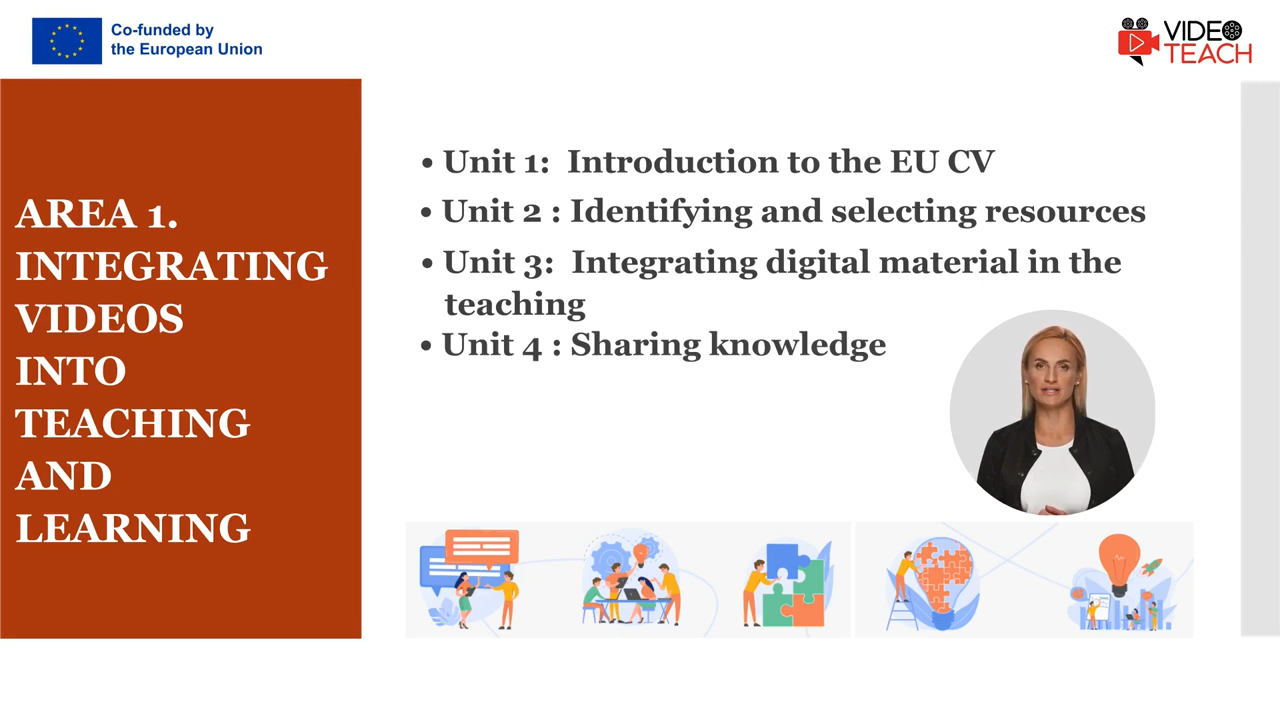 Co-funded by
the European Union
VIDEO
TEACH
AREA 1.
INTEGRATING
VIDEOS
INTO
TEACHING
AND
LEARNING
• Unit 1:  Introduction to the EU CV
• Unit 2 : Identifying and selecting resources
• Unit 3:  Integrating digital material in the
teaching
• Unit 4 : Sharing knowledge